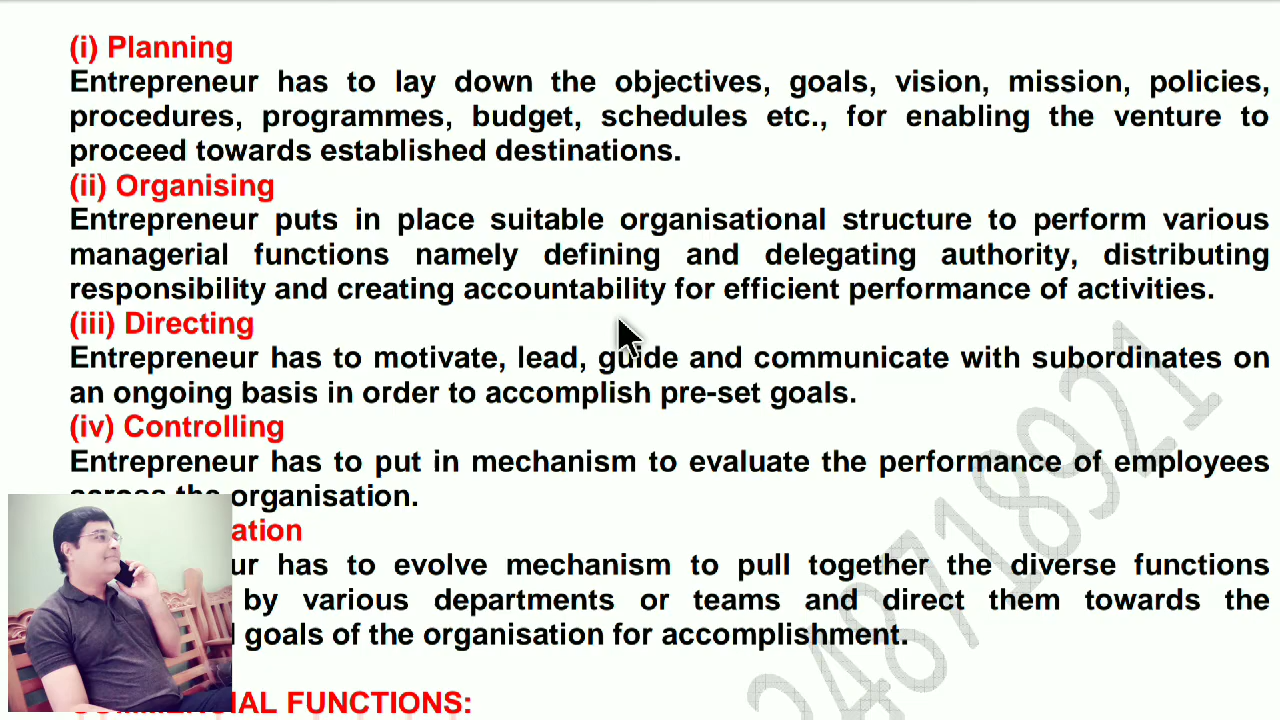 (i) Planning
Entrepreneur has to lay down the objectives, goals, vision, mission, policies,
procedures, programmes, budget, schedules etc., for enabling the venture to
proceed towards established destinations.
(ii) Organising
Entrepreneur puts in place suitable organisational structure to perform various
managerial functions namely defining and delegating authority, distributing
responsibility and creating accountability for efficient performance of activities.
(iii) Directing
Entrepreneur has to motivate, lead, guide and communicate with subordinates on
an ongoing basis in order to accomplish pre-set goals.
(iv) Controlling
Entrepreneur has to put in mechanism to evaluate the performance of employees
across the organisation.
ation
ur has to evolve mechanism to pull together the diverse functions
by various departments or teams and direct them towards the
goals of the organisation for accomplishment.
COMMERCIAL FUNCTIONS: